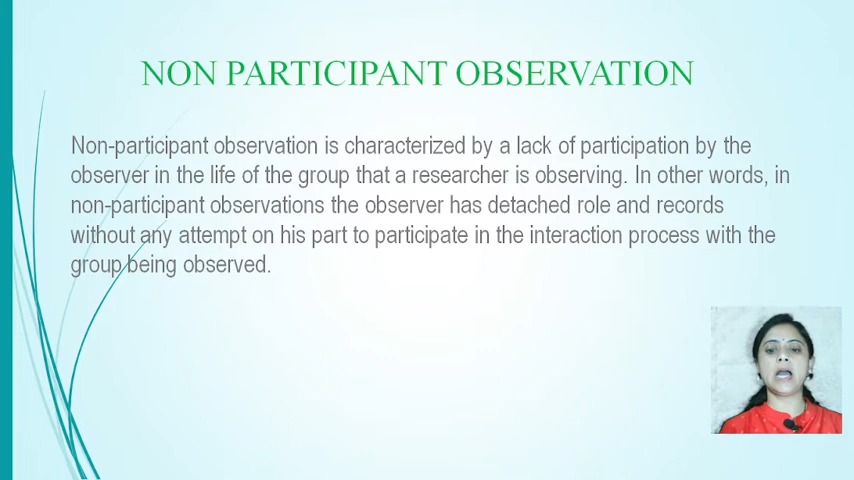 NON PARTICIPANT OBSERVATION
Non-participant observation is characterized by a lack of participation by the
observer in the life of the group that a researcher is observing. In other words, in
non-participant observations the observer has detached role and records
without any attempt on his part to participate in the interaction process with the
group being observed.